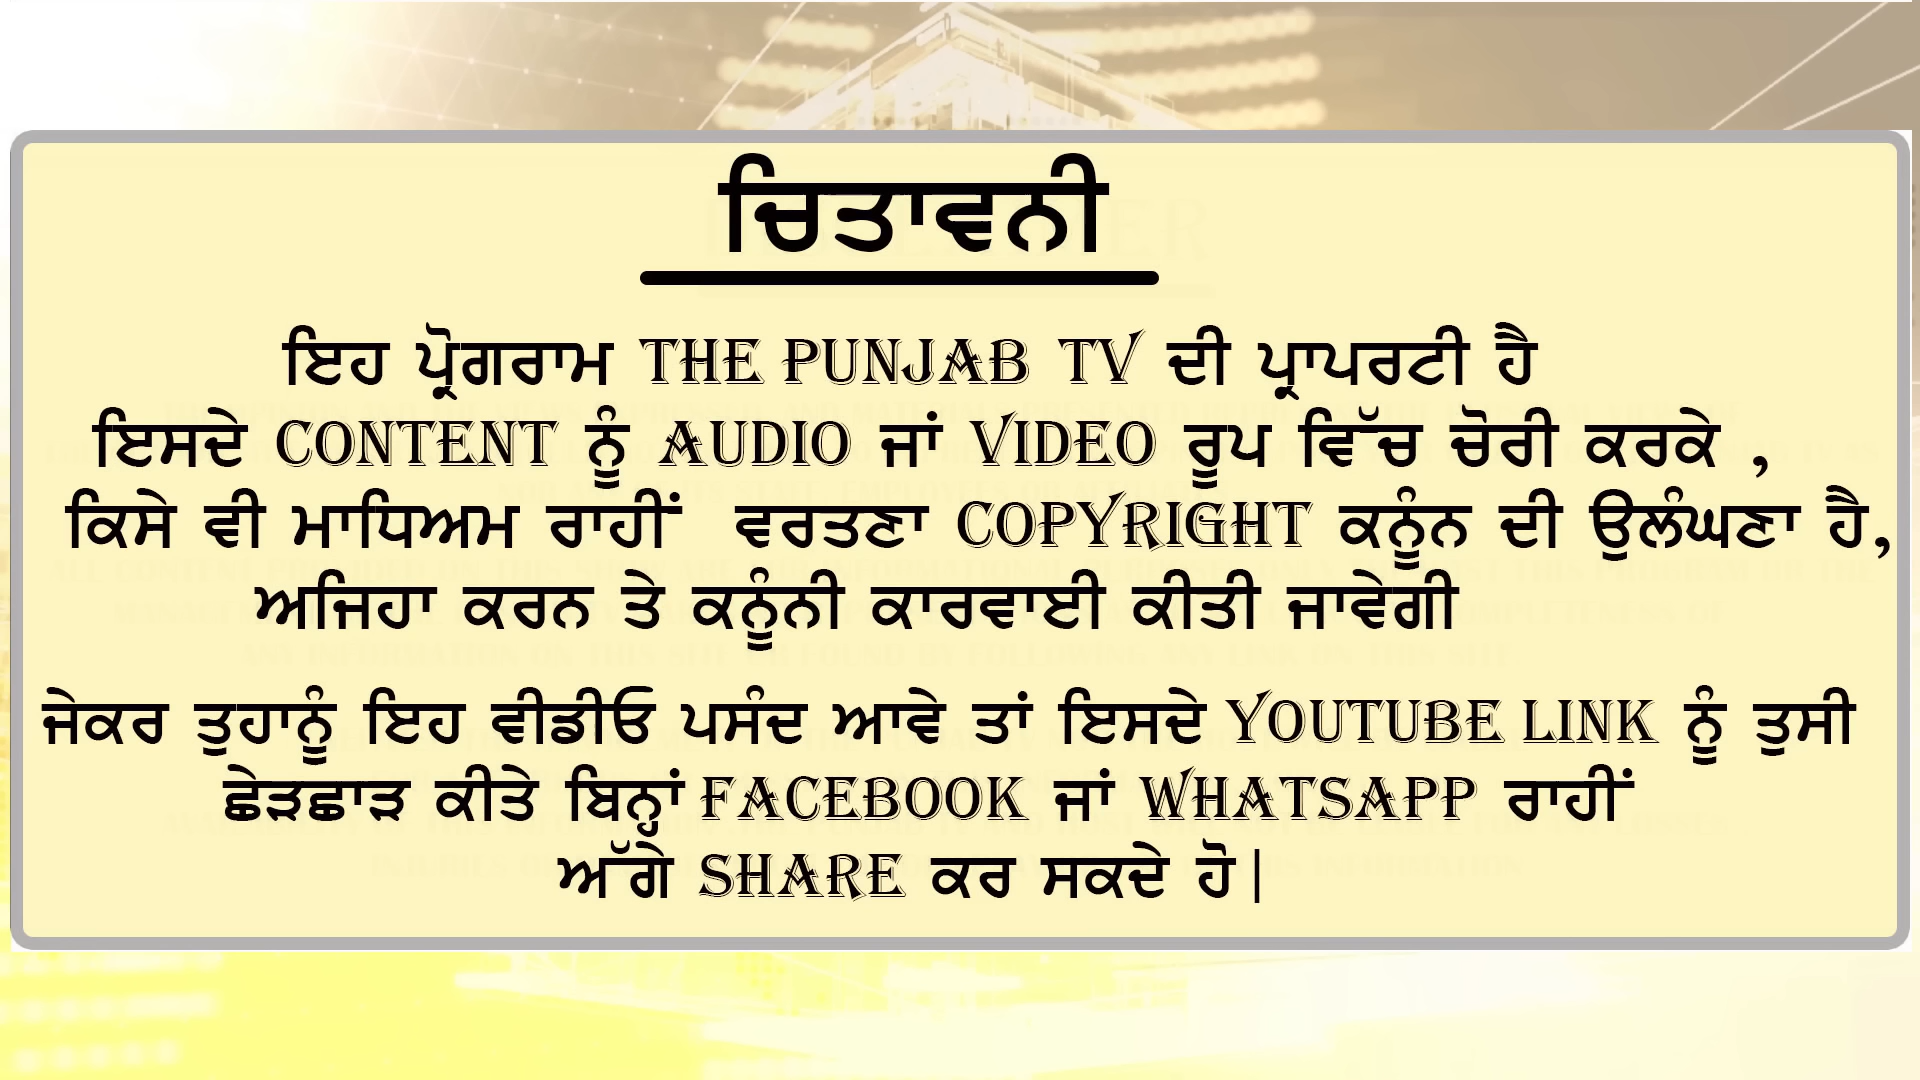 ਚਿਤਾਵਨੀ
ਇਹ ਪ੍ਰੋਗਰਾਮ THE PUNJAB TV ਦੀ ਪ੍ਰਾਪਰਟੀ ਹੈ
ਇਸਦੇ CONTENT ਨੂੰ AUDIO ਜਾਂ VIDEO ਰੂਪ ਵਿੱਚ ਚੋਰੀ ਕਰਕੇ ,
ਕਿਸੇ ਵੀ ਮਾਧਿਅਮ ਰਾਹੀਂ ਵਰਤਣਾ COPYRIGHT ਕਨੂੰਨ ਦੀ ਉਲੰਘਣਾ ਹੈ,
ਅਜਿਹਾ ਕਰਨ ਤੇ ਕਨੂੰਨੀ ਕਾਰਵਾਈ ਕੀਤੀ ਜਾਵੇਗੀ
ਜੇਕਰ ਤੁਹਾਨੂੰ ਇਹ ਵੀਡੀਓ ਪਸੰਦ ਆਵੇ ਤਾਂ ਇਸਦੇ YOUTUBE LINK ਨੂੰ ਤੁਸੀ
ਛੇੜਛਾੜ ਕੀਤੇ ਬਿਨ੍ਹਾਂ FACEBOOK ਜਾਂ WHATSAPP ਰਾਹੀਂ
ਅੱਗੇ SHARE ਕਰ ਸਕਦੇ ਹੋ|